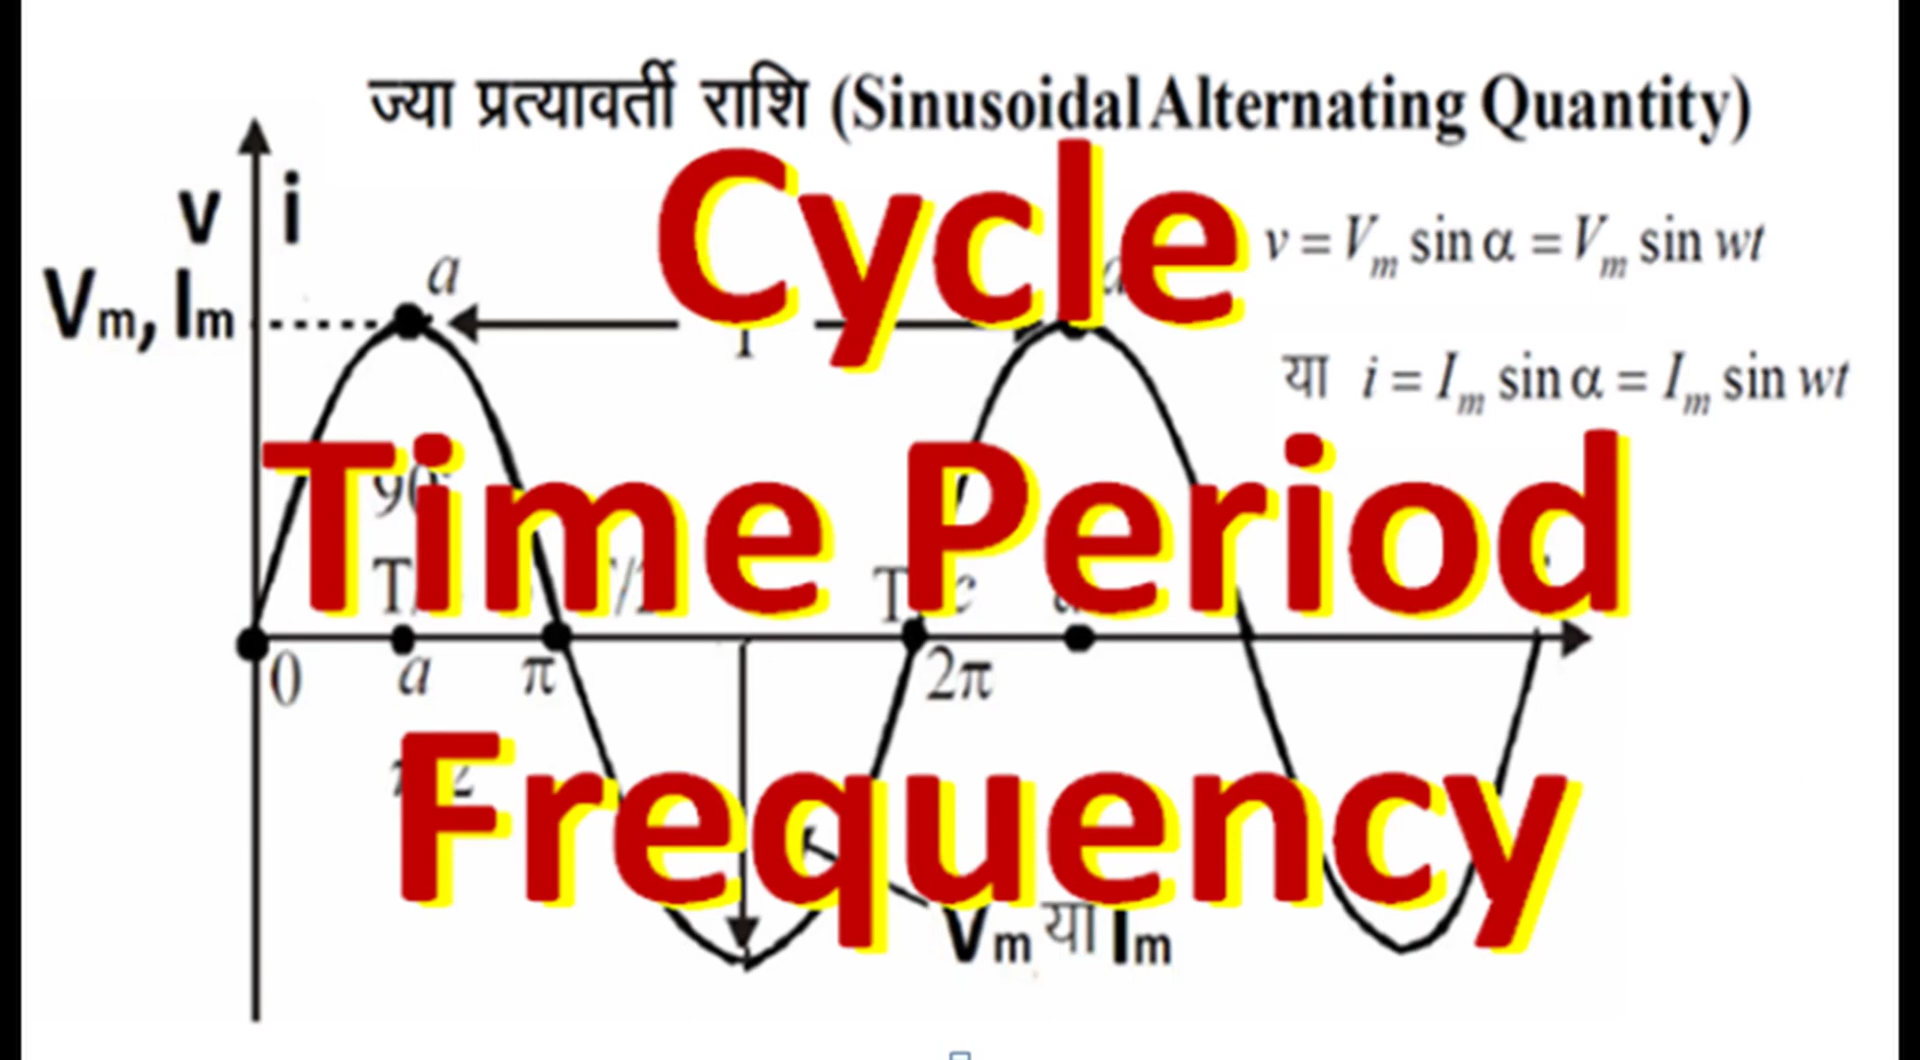 ज्या प्रत्यावर्ती राशि (Sinusoidal Alternating Quantity)
Cycle
v i
v = Vm sin α = Vm sin wt
a
Vm, Im
या i = Im sin α = Im sin wt
Time Period
0 a π 2π
Frequency
Vm या Im